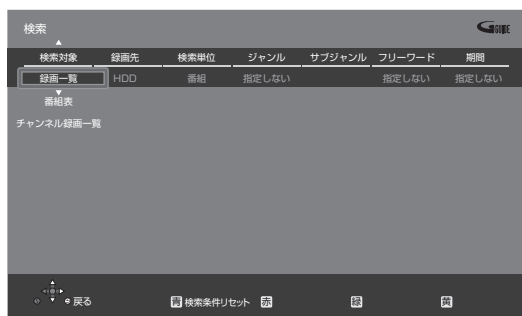 検索
GGUIDE
検索対象 録画先 検索単位 ジャンル サブジャンル フリーワード 期間
録画一覧 HDD 番組 指定しない 指定しない 指定しない
番組表
チャンネル録画一覧
戻る 青 検索条件リセット 赤 緑 黄